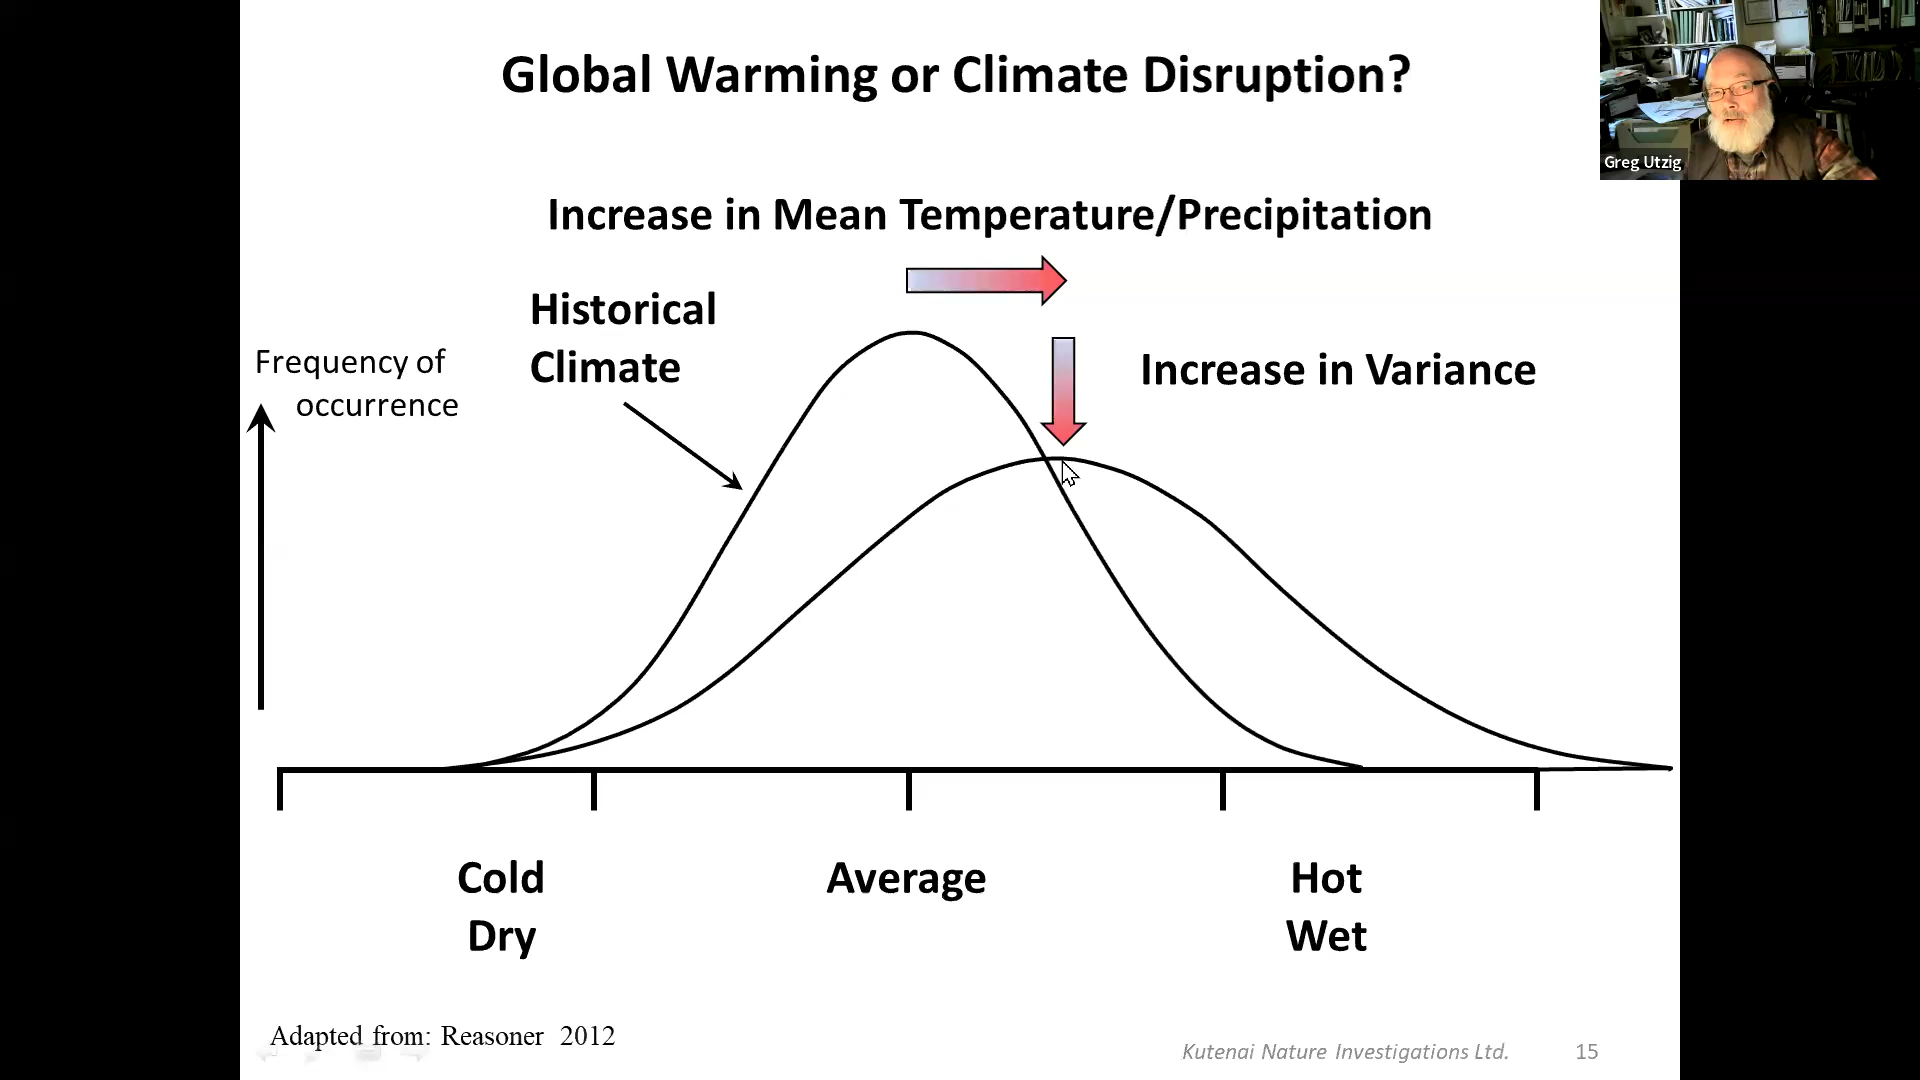 Global Warming or Climate Disruption?
Greg Utzig
Increase in Mean Temperature/Precipitation
Historical
Climate
Frequency of
occurrence
Increase in Variance
Cold
Dry
Average
Hot
Wet
Adapted from: Reasoner 2012
Kutenai Nature Investigations Ltd.
15